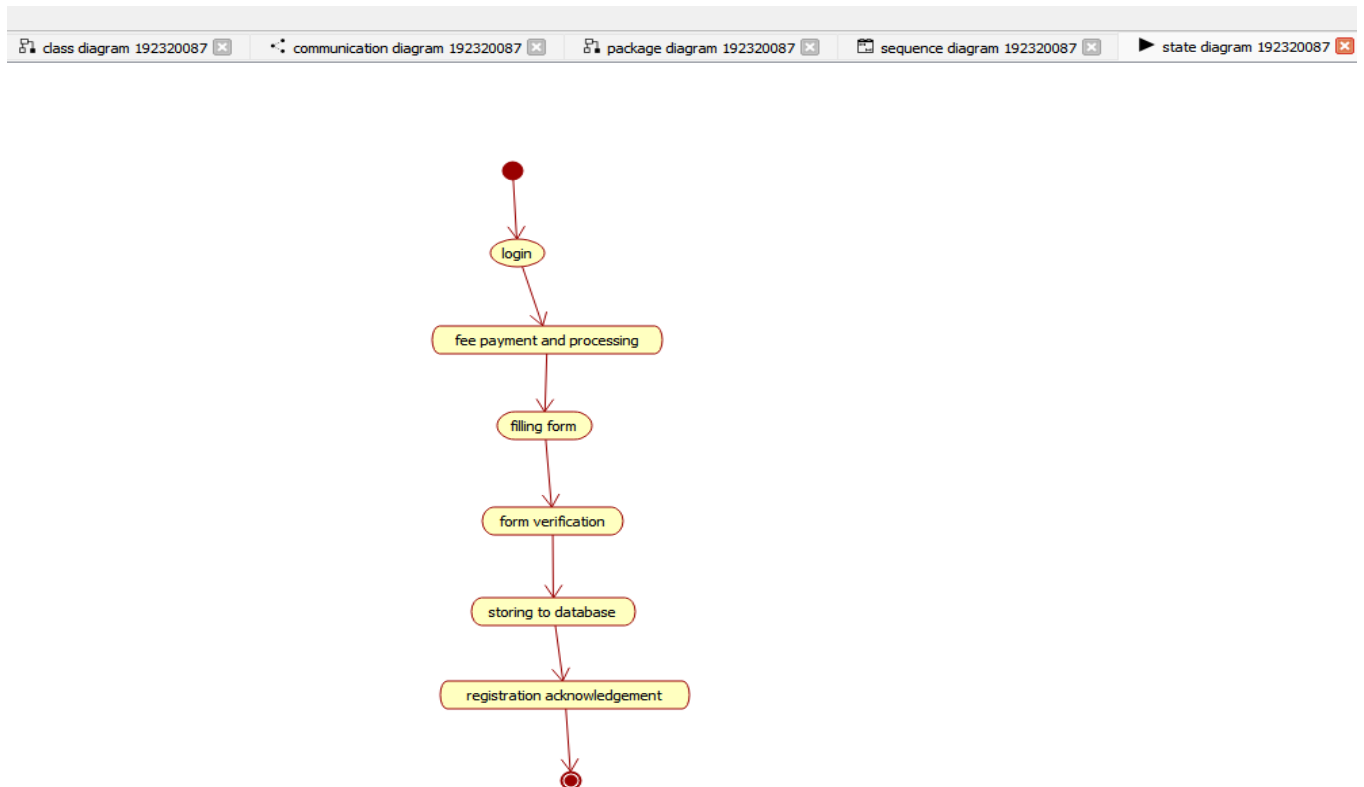 class diagram 192320087
communication diagram 192320087
package diagram 192320087
sequence diagram 192320087
state diagram 192320087
login
fee payment and processing
filling form
form verification
storing to database
registration acknowledgement